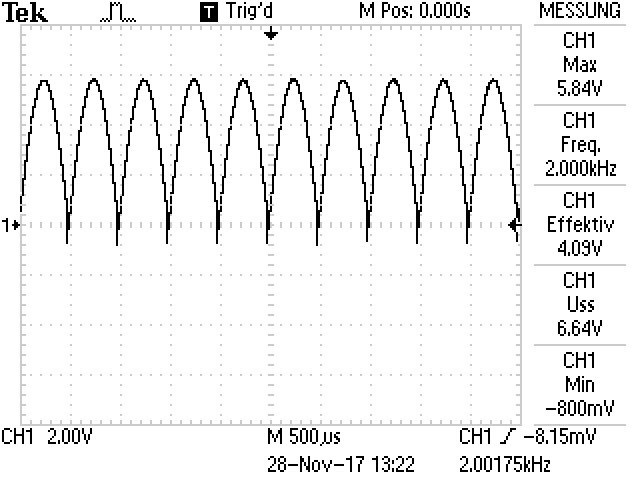 Tek T Trig'd M Pos: 0.000s MESSUNG
CH1
Max
5.84V
CH1
Freq.
2.000kHz
CH1
Effektiv
4.09V
CH1
Uss
6.64V
CH1
Min
-800mV
1
CH1 2.00V M 500µs CH1 -8.15mV
28-Nov-17 13:22 2.00175kHz